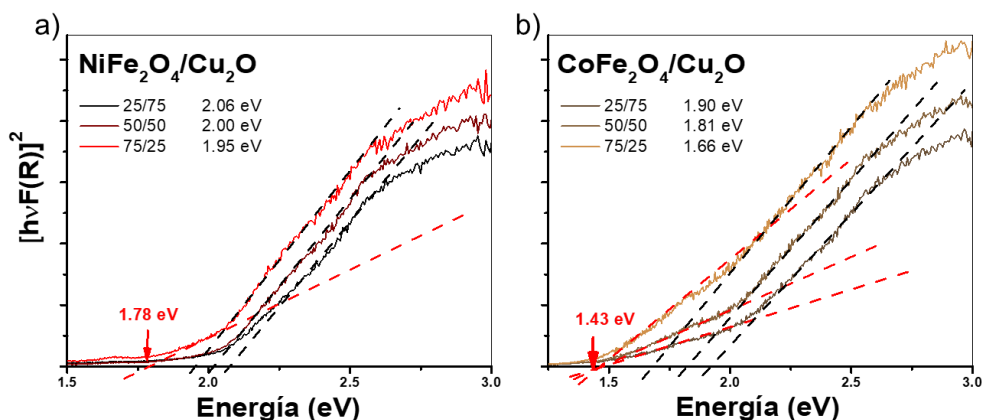 a)
NiFe₂O₄/Cu₂O
25/75 2.06 eV
50/50 2.00 eV
75/25 1.95 eV
1.78 eV
[hνF(R)]²
1.5 2.0 2.5 3.0
Energía (eV)
b)
CoFe₂O₄/Cu₂O
25/75 1.90 eV
50/50 1.81 eV
75/25 1.66 eV
1.43 eV
1.25 1.5 2.0 2.5 3.0
Energía (eV)